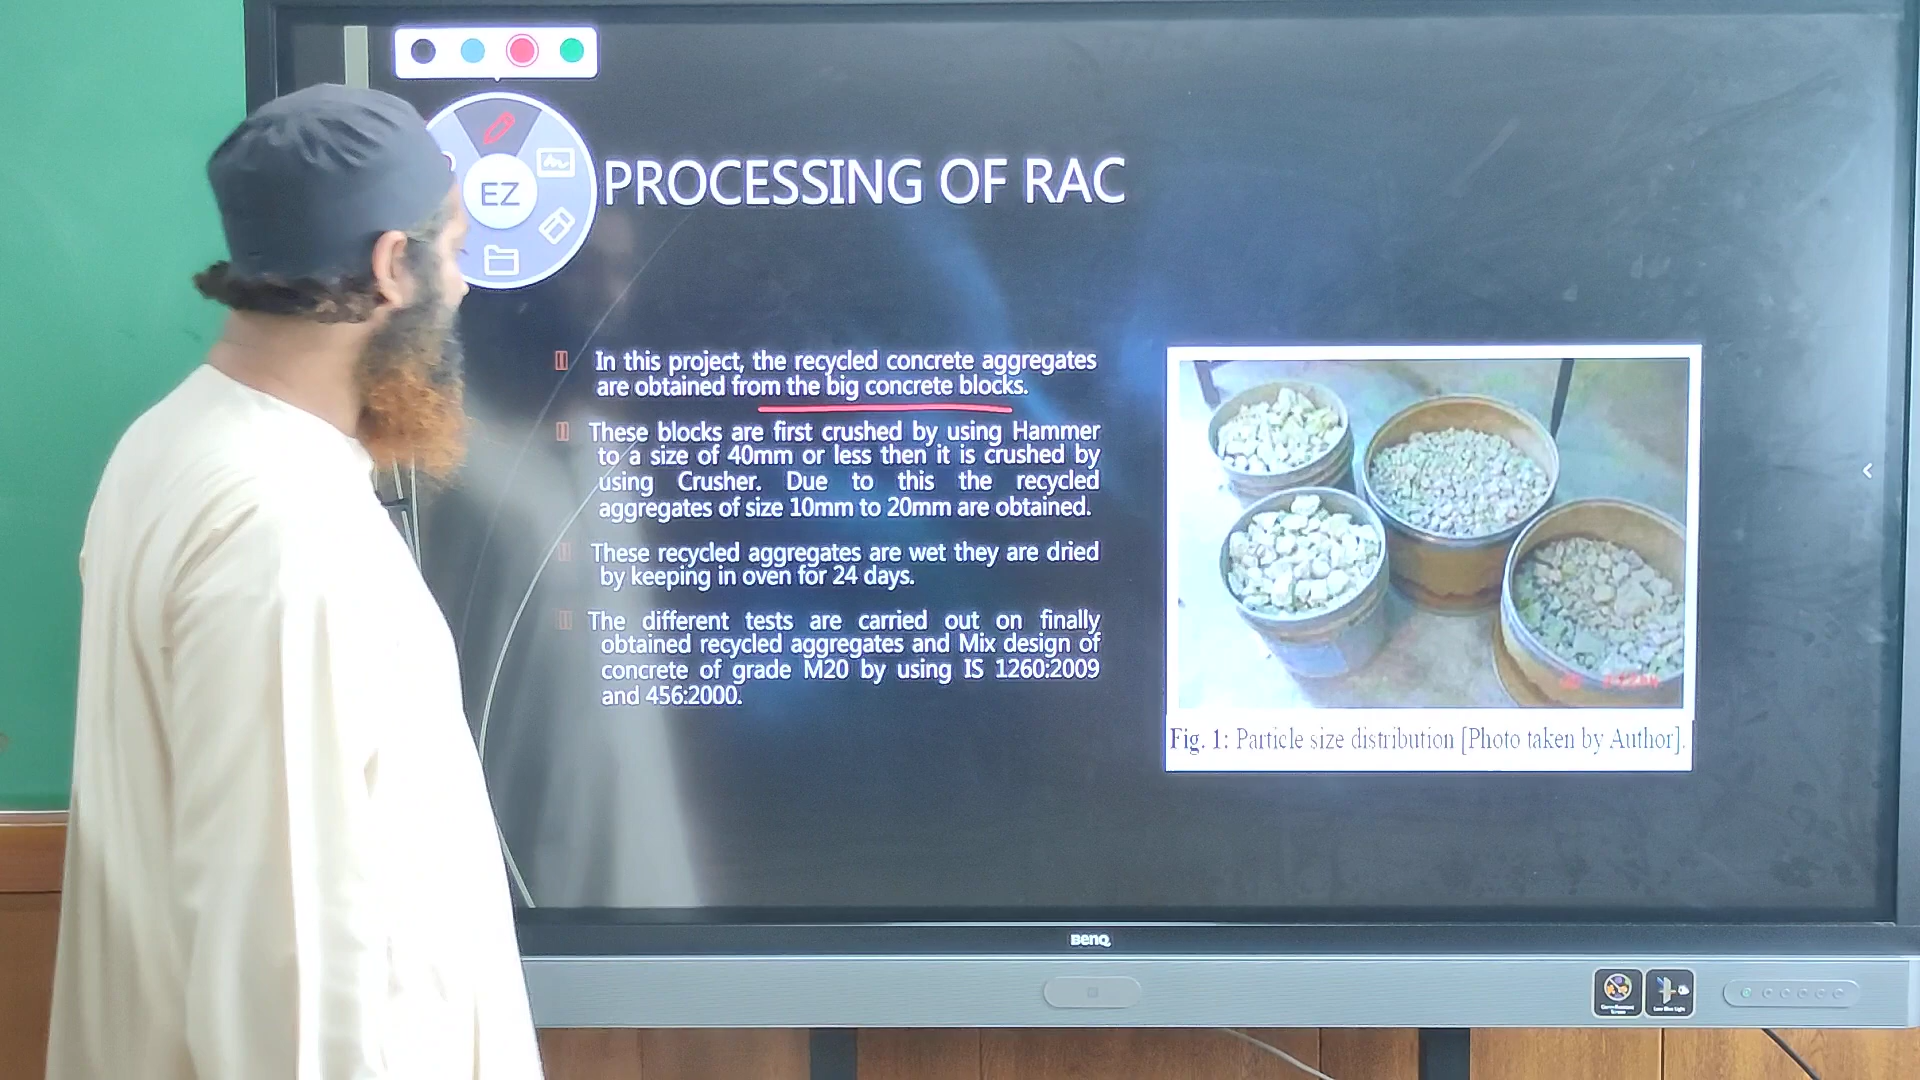 EZ
PROCESSING OF RAC
In this project, the recycled concrete aggregates
are obtained from the big concrete blocks.
These blocks are first crushed by using Hammer
to a size of 40mm or less then it is crushed by
using Crusher. Due to this the recycled
aggregates of size 10mm to 20mm are obtained.
These recycled aggregates are wet they are dried
by keeping in oven for 24 days.
The different tests are carried out on finally
obtained recycled aggregates and Mix design of
concrete of grade M20 by using IS 1260:2009
and 456:2000.
Fig. 1: Particle size distribution [Photo taken by Author].
BenQ